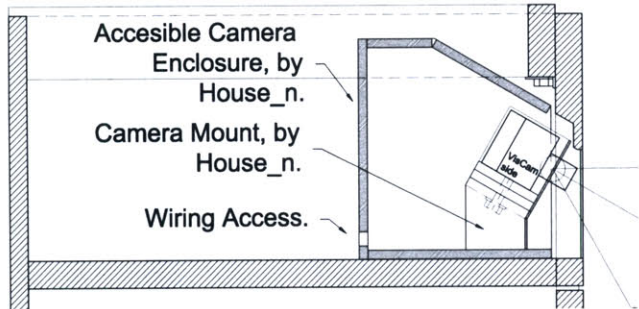 Accesible Camera
Enclosure, by
House_n.
Camera Mount, by
House_n.
Wiring Access.
VisCam
side